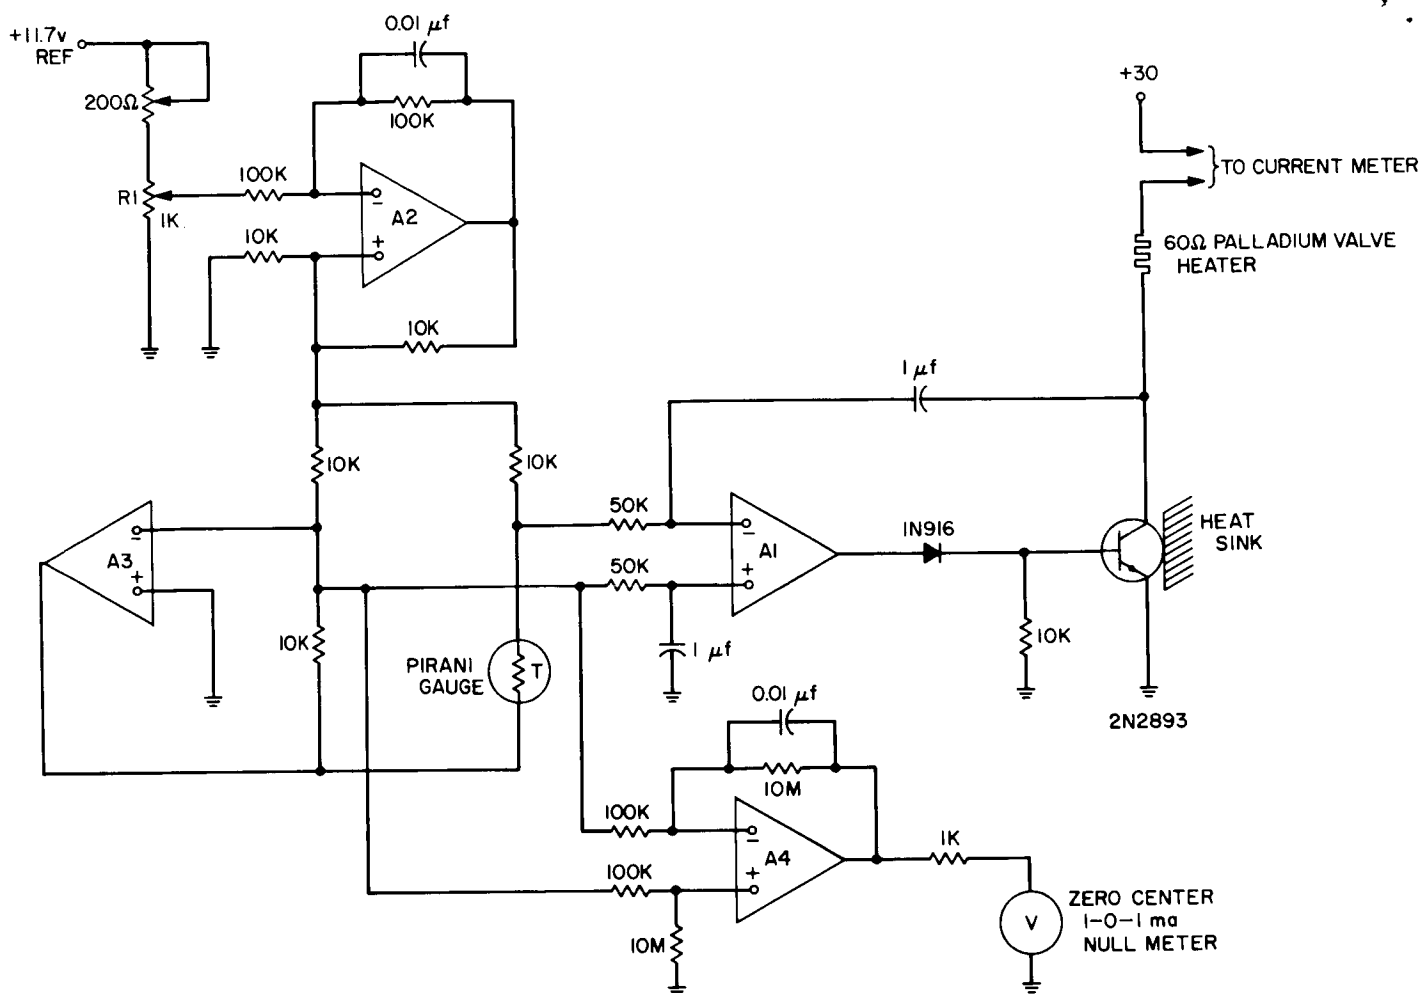 +11.7v
REF
200Ω
R1
1K
0.01 μf
100K
100K
10K
−
A2
+
10K
+30
TO CURRENT METER
60Ω PALLADIUM VALVE
HEATER
1 μf
10K
10K
50K
−
A1
+
50K
1N916
HEAT
SINK
−
A3
+
10K
1 μf
10K
PIRANI
GAUGE
T
2N2893
0.01 μf
10M
100K
−
A4
+
100K
10M
1K
V
ZERO CENTER
1-0-1 ma
NULL METER